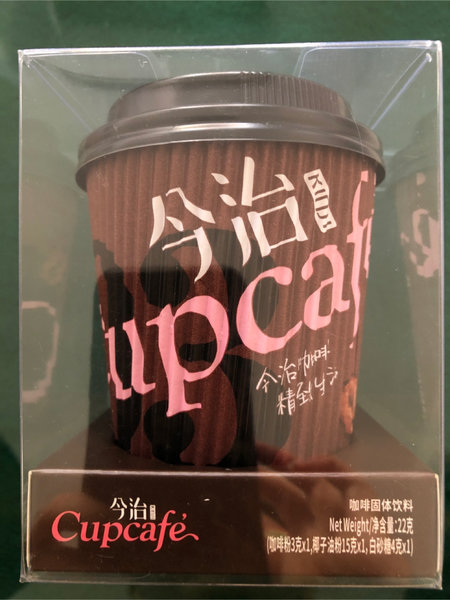 今治
Cupcafé
今治咖啡
精致生活
今治
Cupcafé
咖啡固体饮料
Net Weight/净含量:22克
(咖啡粉3克x1,椰子油粉15克x1,白砂糖4克x1)